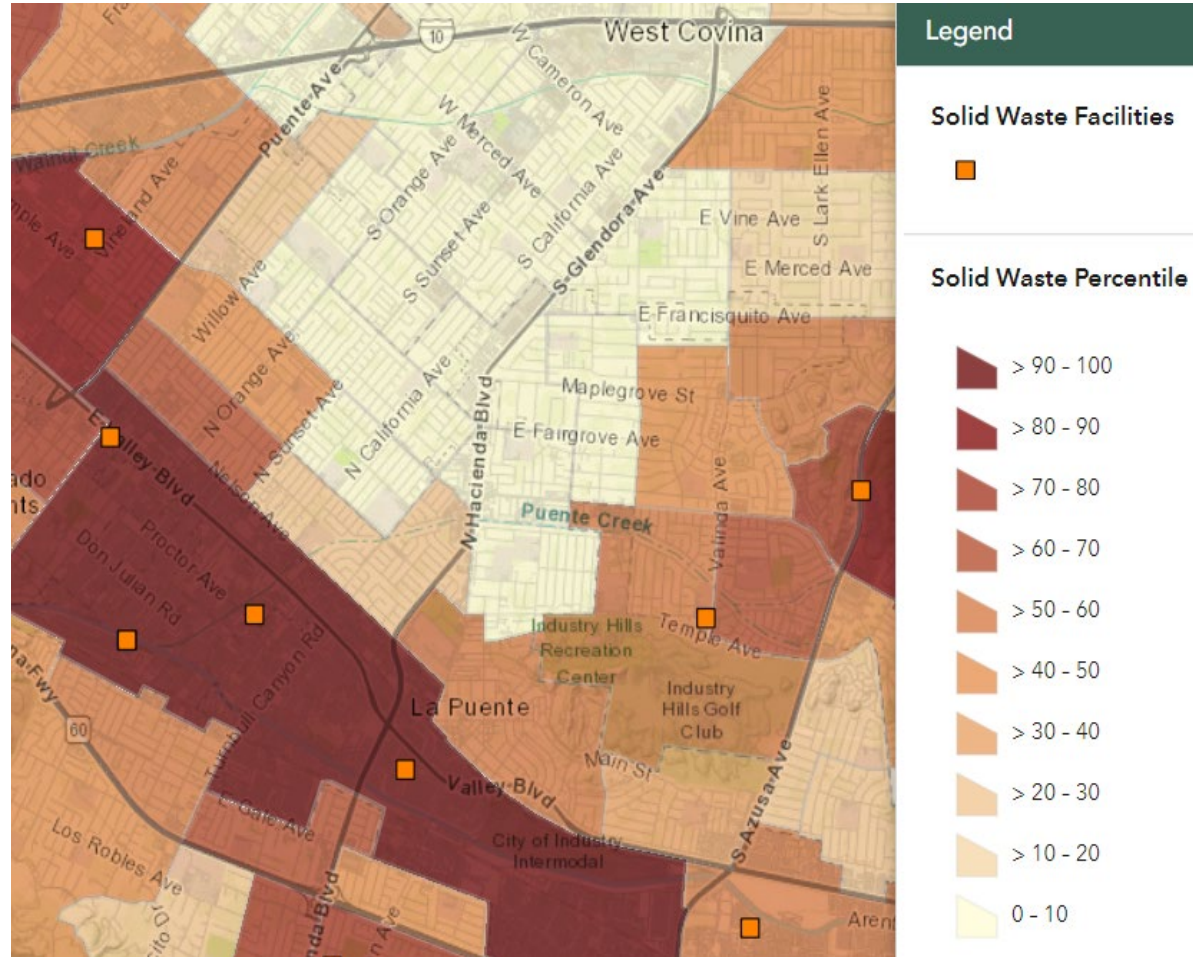 West Covina
10
W Cameron Ave
Puente Ave
W Merced Ave
S Lark Ellen Ave
Walnut Creek
S Orange Ave
S California Ave
Vineland Ave
S Glendora Ave
E Vine Ave
S Sunset Ave
E Merced Ave
Willow Ave
E Francisquito Ave
N Orange Ave
Maplegrove St
N California Ave
N Sunset Ave
E Fairgrove Ave
E Valley Blvd
Nelson Ave
N Hacienda Blvd
Puente Creek
Valinda Ave
Proctor Ave
Don Julian Rd
Temple Ave
Industry Hills
Recreation
Center
Turnbull Canyon Rd
Industry
Hills Golf
Club
La Puente
60
Main St
Valley Blvd
S Azusa Ave
E Gale Ave
City of Industry
Intermodal
Los Robles Ave
Legend
Solid Waste Facilities
Solid Waste Percentile
> 90 - 100
> 80 - 90
> 70 - 80
> 60 - 70
> 50 - 60
> 40 - 50
> 30 - 40
> 20 - 30
> 10 - 20
0 - 10